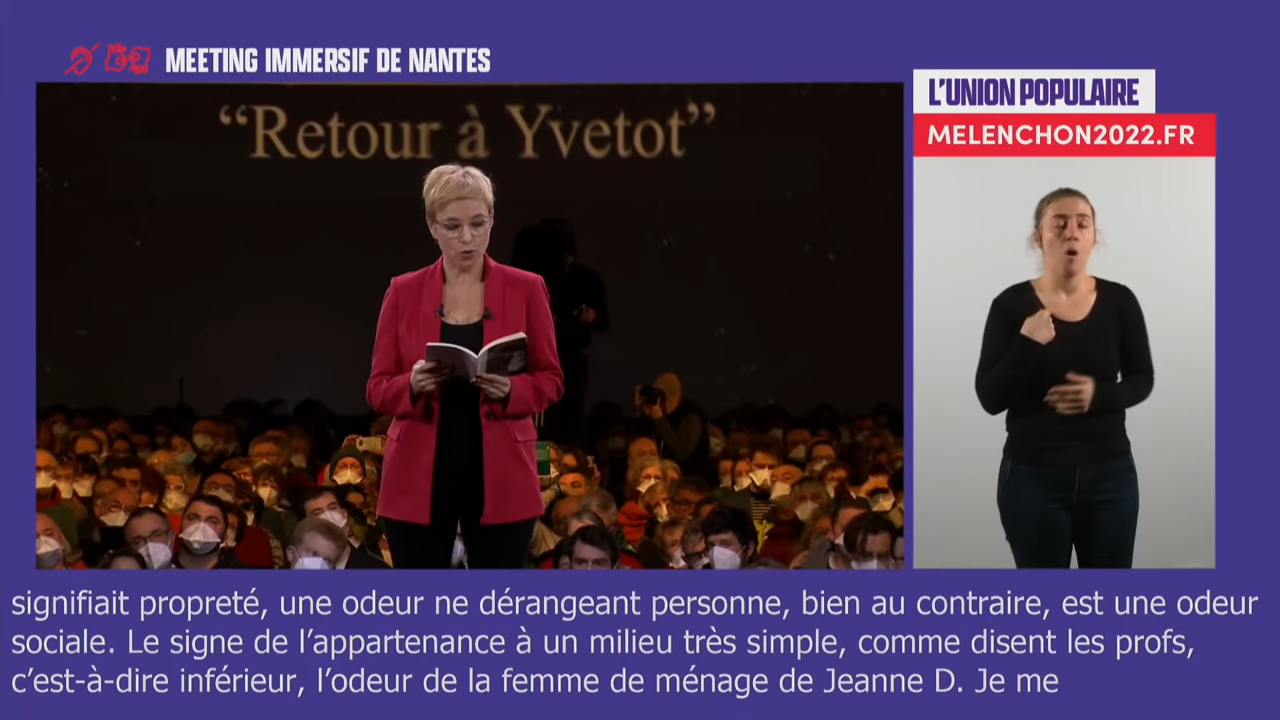 MEETING IMMERSIF DE NANTES
“Retour à Yvetot”
L'UNION POPULAIRE
MELENCHON2022.FR
signifiait propreté, une odeur ne dérangeant personne, bien au contraire, est une odeur
sociale. Le signe de l’appartenance à un milieu très simple, comme disent les profs,
c’est-à-dire inférieur, l’odeur de la femme de ménage de Jeanne D. Je me